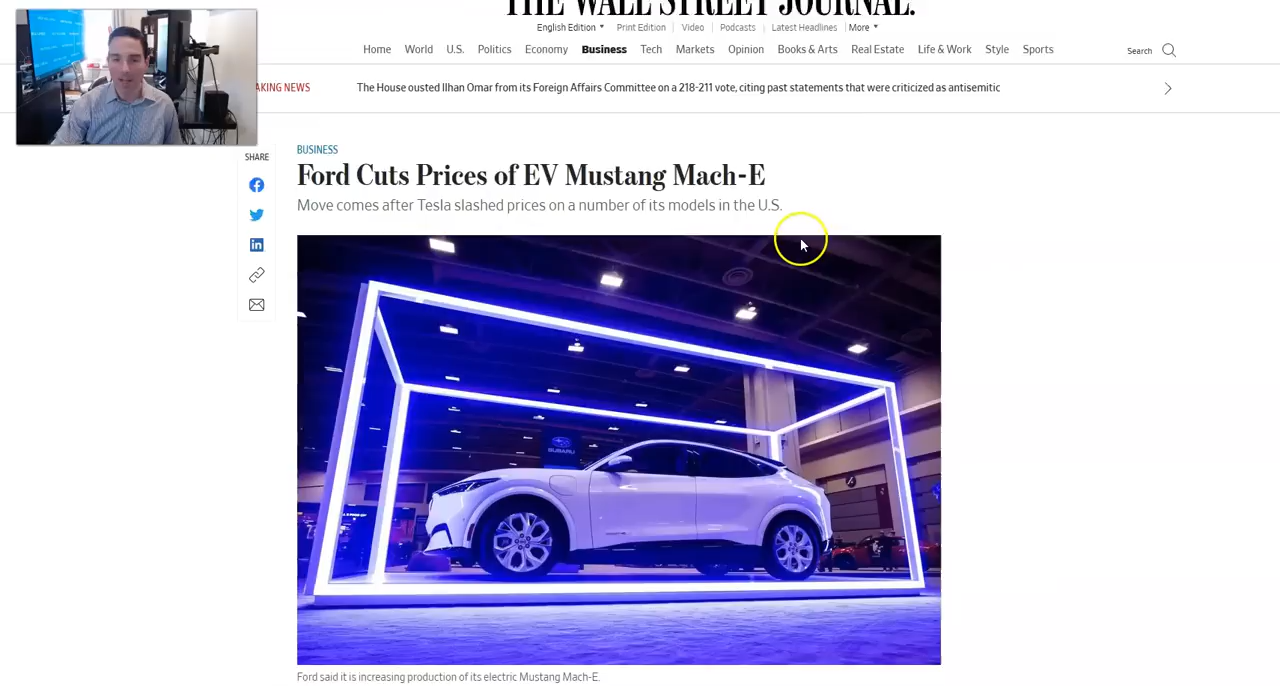 THE WALL STREET JOURNAL.
English Edition Print Edition Video Podcasts Latest Headlines More
Home World U.S. Politics Economy Business Tech Markets Opinion Books & Arts Real Estate Life & Work Style Sports Search
AKING NEWS The House ousted Ilhan Omar from its Foreign Affairs Committee on a 218-211 vote, citing past statements that were criticized as antisemitic
BUSINESS
SHARE
Ford Cuts Prices of EV Mustang Mach-E
Move comes after Tesla slashed prices on a number of its models in the U.S.
SUBARU
Ford said it is increasing production of its electric Mustang Mach-E.